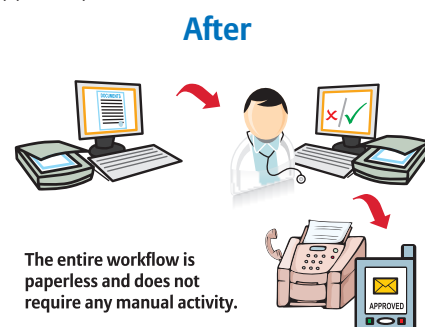 After
DOCUMENTS
The entire workflow is
paperless and does not
require any manual activity.
APPROVED